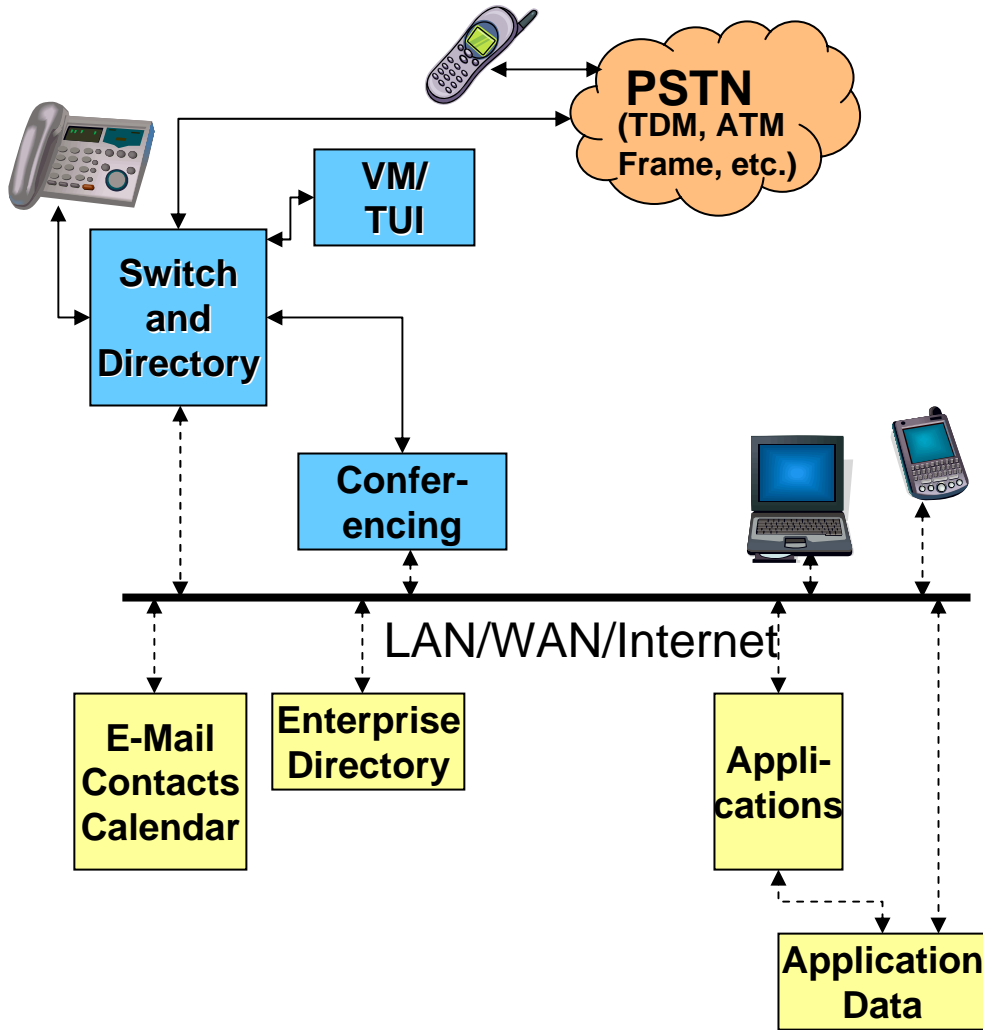 PSTN
(TDM, ATM
Frame, etc.)
VM/
TUI
Switch
and
Directory
Confer-
encing
LAN/WAN/Internet
E-Mail
Contacts
Calendar
Enterprise
Directory
Appli-
cations
Application
Data